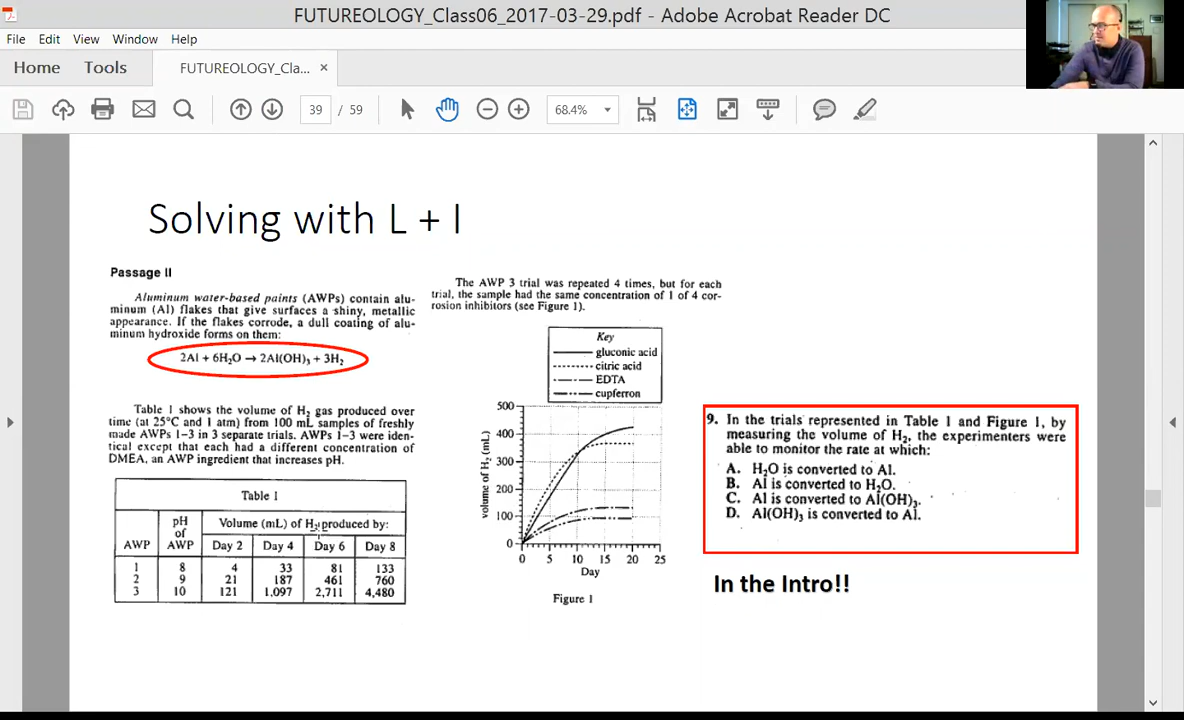 FUTUREOLOGY_Class06_2017-03-29.pdf - Adobe Acrobat Reader DC
File Edit View Window Help
Home Tools FUTUREOLOGY_Cla... ×
39 / 59 68.4%
Solving with L + I
Passage II
Aluminum water-based paints (AWPs) contain alu-
minum (Al) flakes that give surfaces a shiny, metallic
appearance. If the flakes corrode, a dull coating of alu-
minum hydroxide forms on them:
2Al + 6H₂O → 2Al(OH)₃ + 3H₂
Table 1 shows the volume of H₂ gas produced over
time (at 25°C and 1 atm) from 100 mL samples of freshly
made AWPs 1–3 in 3 separate trials. AWPs 1–3 were iden-
tical except that each had a different concentration of
DMEA, an AWP ingredient that increases pH.
Table 1
AWP pH of AWP Volume (mL) of H₂ produced by:
Day 2 Day 4 Day 6 Day 8
1 8 4 33 81 133
2 9 21 187 461 760
3 10 121 1,097 2,711 4,480
The AWP 3 trial was repeated 4 times, but for each
trial, the sample had the same concentration of 1 of 4 cor-
rosion inhibitors (see Figure 1).
Key
gluconic acid
citric acid
EDTA
cupferron
volume of H₂ (mL)
500
400
300
200
100
0
0 5 10 15 20 25
Day
Figure 1
9. In the trials represented in Table 1 and Figure 1, by
measuring the volume of H₂, the experimenters were
able to monitor the rate at which:
A. H₂O is converted to Al.
B. Al is converted to H₂O.
C. Al is converted to Al(OH)₃.
D. Al(OH)₃ is converted to Al.
In the Intro!!